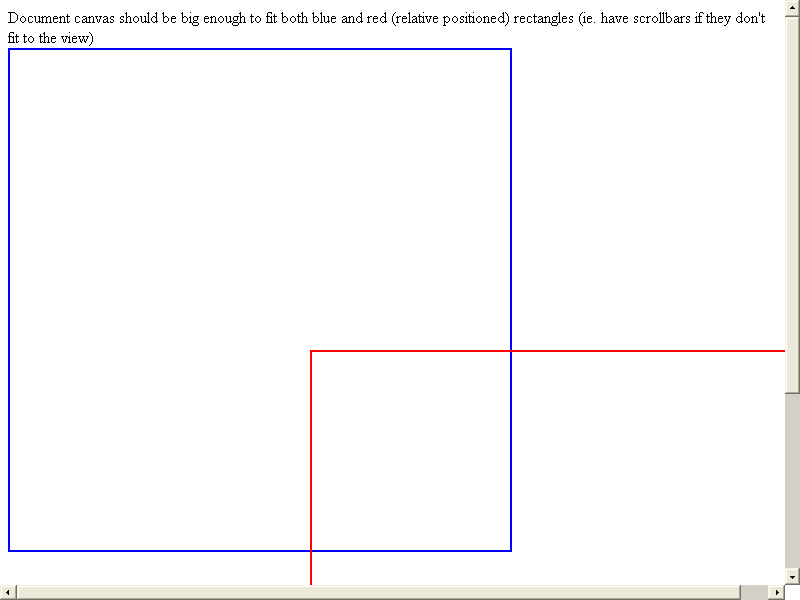 Document canvas should be big enough to fit both blue and red (relative positioned) rectangles (ie. have scrollbars if they don't
fit to the view)